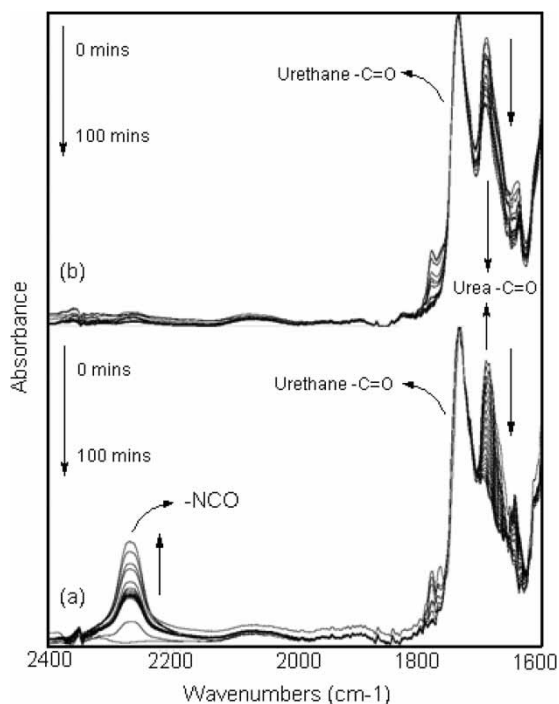 0 mins
Urethane -C=O
100 mins
(b)
Urea -C=O
Absorbance
0 mins
Urethane -C=O
100 mins
-NCO
(a)
2400 2200 2000 1800 1600
Wavenumbers (cm-1)